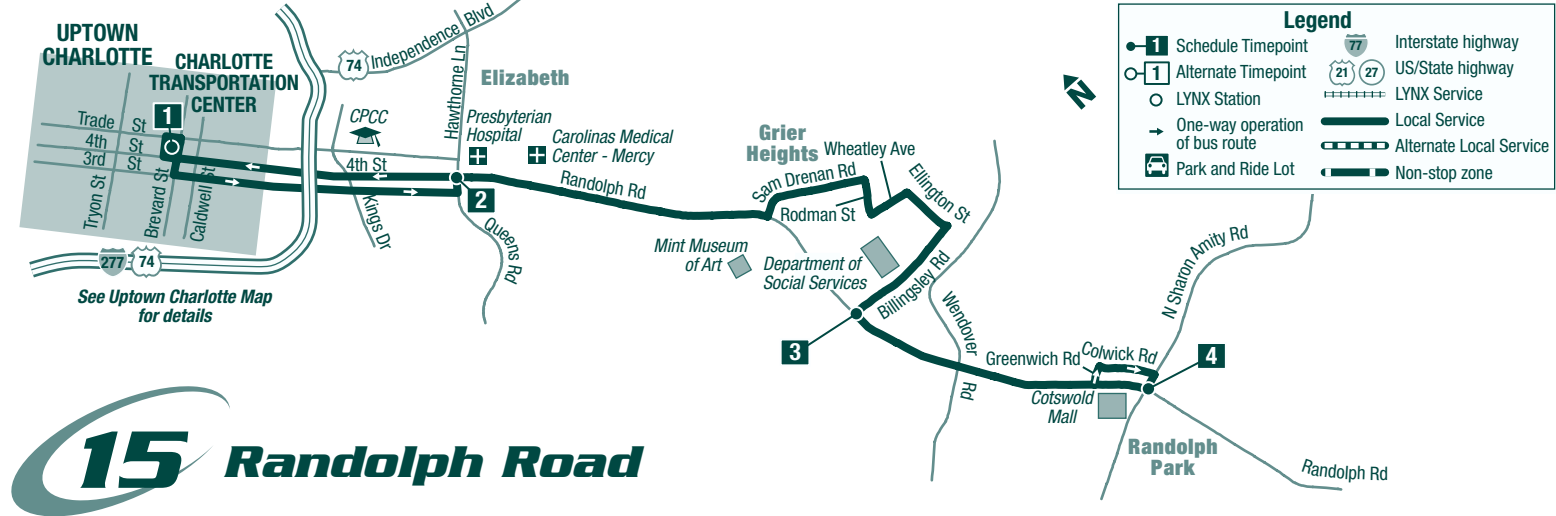 UPTOWN
CHARLOTTE
CHARLOTTE
TRANSPORTATION
CENTER
1
Trade St
4th St
3rd St
Tryon St
Brevard St
Caldwell St
277
74
See Uptown Charlotte Map
for details
74
Independence Blvd
CPCC
Kings Dr
4th St
Hawthorne Ln
Elizabeth
Presbyterian
Hospital
Carolinas Medical
Center - Mercy
2
Queens Rd
Randolph Rd
Grier
Heights
Wheatley Ave
Sam Drenan Rd
Rodman St
Ellington St
Mint Museum
of Art
Department of
Social Services
Billingsley Rd
3
Wendover Rd
Greenwich Rd
Colwick Rd
Cotswold
Mall
4
N Sharon Amity Rd
Randolph
Park
Randolph Rd
N
Legend
1 Schedule Timepoint
1 Alternate Timepoint
LYNX Station
One-way operation
of bus route
Park and Ride Lot
77 Interstate highway
21 27 US/State highway
LYNX Service
Local Service
Alternate Local Service
Non-stop zone
15 Randolph Road